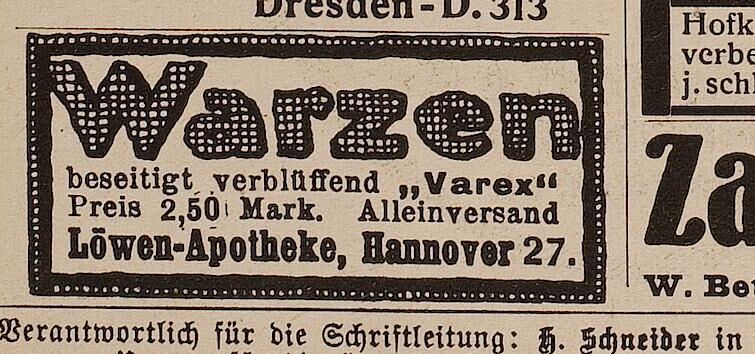 Dresden-D. 313
Warzen
beseitigt verblüffend „Varex“
Preis 2,50 Mark. Alleinversand
Löwen-Apotheke, Hannover 27.
Hofk
verbe
j. schl
Za
W. Be
Verantwortlich für die Schriftleitung: H. Schneider in